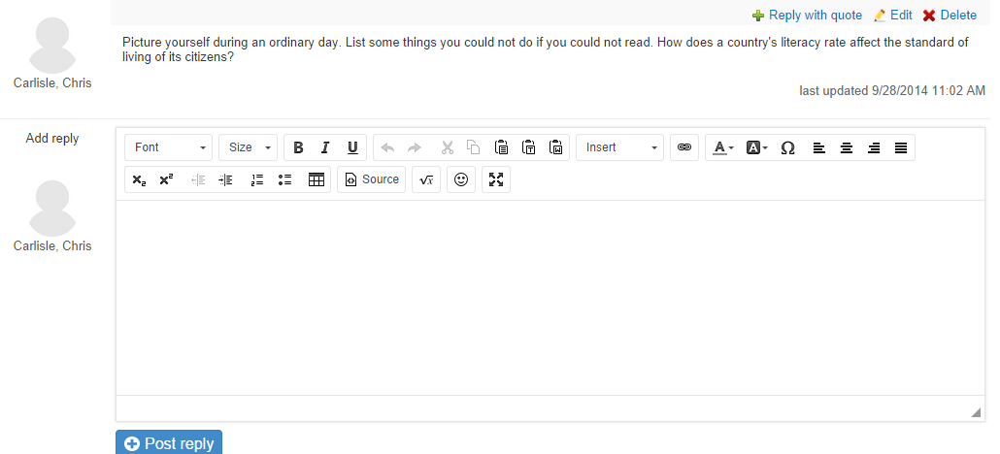 Reply with quote Edit Delete
Picture yourself during an ordinary day. List some things you could not do if you could not read. How does a country's literacy rate affect the standard of
living of its citizens?
Carlisle, Chris
last updated 9/28/2014 11:02 AM
Add reply
Font Size B I U Insert A A Ω
x₂ x² Source √x
Carlisle, Chris
Post reply